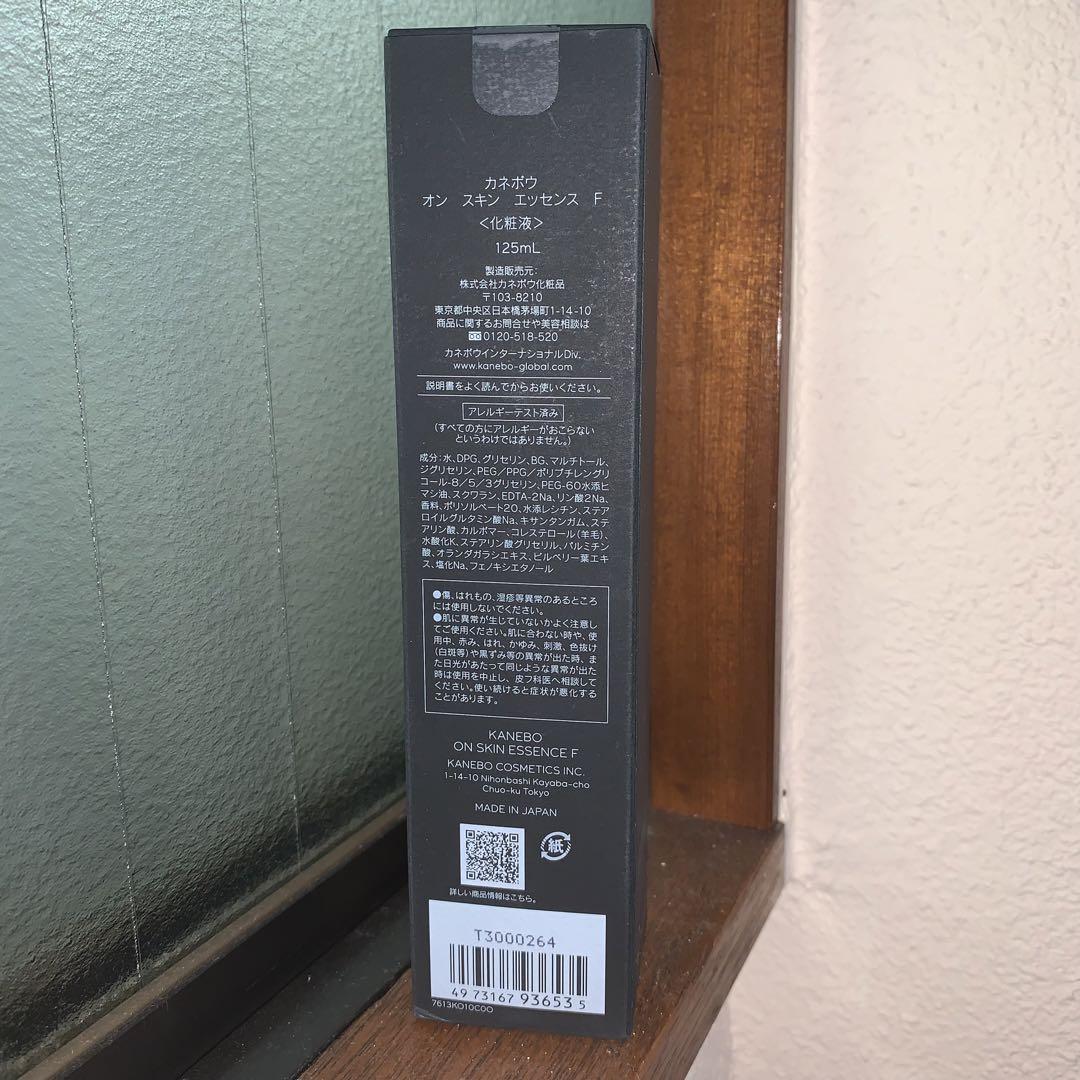 カネボウ
オン スキン エッセンス F
<化粧液>
125mL
製造販売元:
株式会社カネボウ化粧品
〒103-8210
東京都中央区日本橋茅場町1-14-10
商品に関するお問合せや美容相談は
0120-518-520
カネボウインターナショナルDiv.
www.kanebo-global.com
説明書をよく読んでからお使いください。
アレルギーテスト済み
(すべての方にアレルギーがおこらない
というわけではありません。)
成分:水、DPG、グリセリン、BG、マルチトール、
ジグリセリン、PEG/PPG/ポリブチレングリ
コール-8/5/3グリセリン、PEG-60水添ヒ
マシ油、スクワラン、EDTA-2Na、リン酸2Na、
香料、ポリソルベート20、水添レシチン、ステア
ロイルグルタミン酸Na、キサンタンガム、ステ
アリン酸、カルボマー、コレステロール(羊毛)、
水酸化K、ステアリン酸グリセリル、パルミチン
酸、オランダガラシエキス、ビルベリー葉エキ
ス、塩化Na、フェノキシエタノール
●傷、はれもの、湿疹等異常のあるところ
には使用しないでください。
●肌に異常が生じていないかよく注意し
てご使用ください。肌に合わない時や、使
用中、赤み、はれ、かゆみ、刺激、色抜け
(白斑等)や黒ずみ等の異常が出た時、ま
た日光があたって同じような異常が出た
時は使用を中止し、皮フ科医へ相談して
ください。使い続けると症状が悪化する
ことがあります。
KANEBO
ON SKIN ESSENCE F
KANEBO COSMETICS INC.
1-14-10 Nihonbashi Kayaba-cho
Chuo-ku Tokyo
MADE IN JAPAN
紙
詳しい商品情報はこちら。
T3000264
4973167936535
7613KO10C00